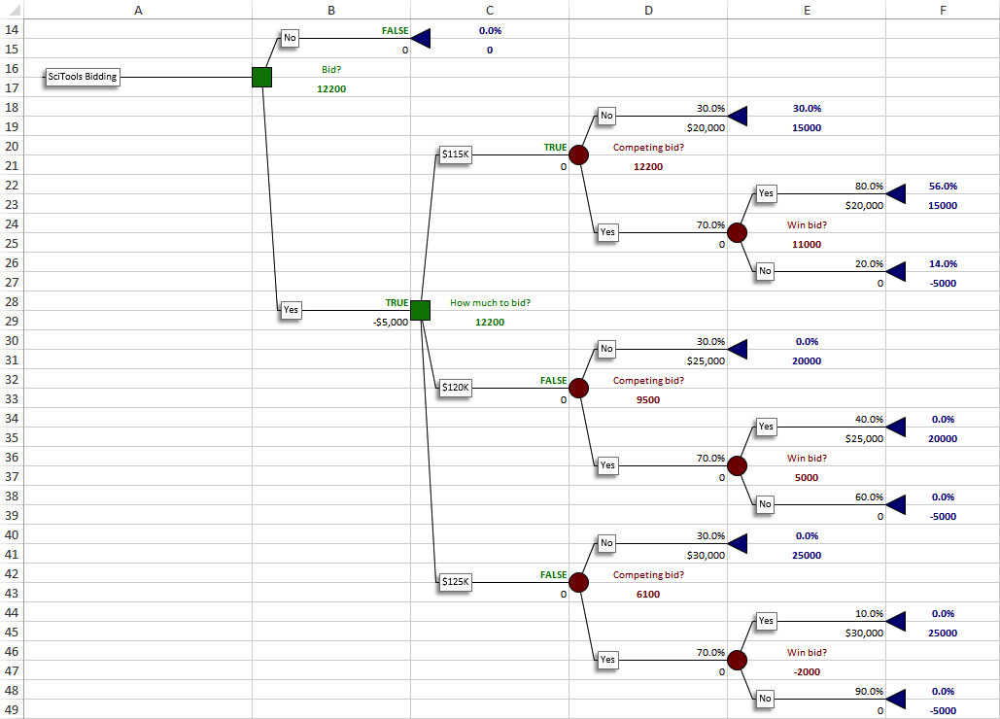 A B C D E F
14 No FALSE 0.0%
15 0 0
16 SciTools Bidding Bid?
17 12200
18 No 30.0% 30.0%
19 $20,000 15000
20 $115K TRUE Competing bid?
21 0 12200
22 Yes 80.0% 56.0%
23 $20,000 15000
24 Yes 70.0% Win bid?
25 0 11000
26 No 20.0% 14.0%
27 0 -5000
28 Yes TRUE How much to bid?
29 -$5,000 12200
30 No 30.0% 0.0%
31 $25,000 20000
32 $120K FALSE Competing bid?
33 0 9500
34 Yes 40.0% 0.0%
35 $25,000 20000
36 Yes 70.0% Win bid?
37 0 5000
38 No 60.0% 0.0%
39 0 -5000
40 No 30.0% 0.0%
41 $30,000 25000
42 $125K FALSE Competing bid?
43 0 6100
44 Yes 10.0% 0.0%
45 $30,000 25000
46 Yes 70.0% Win bid?
47 0 -2000
48 No 90.0% 0.0%
49 0 -5000